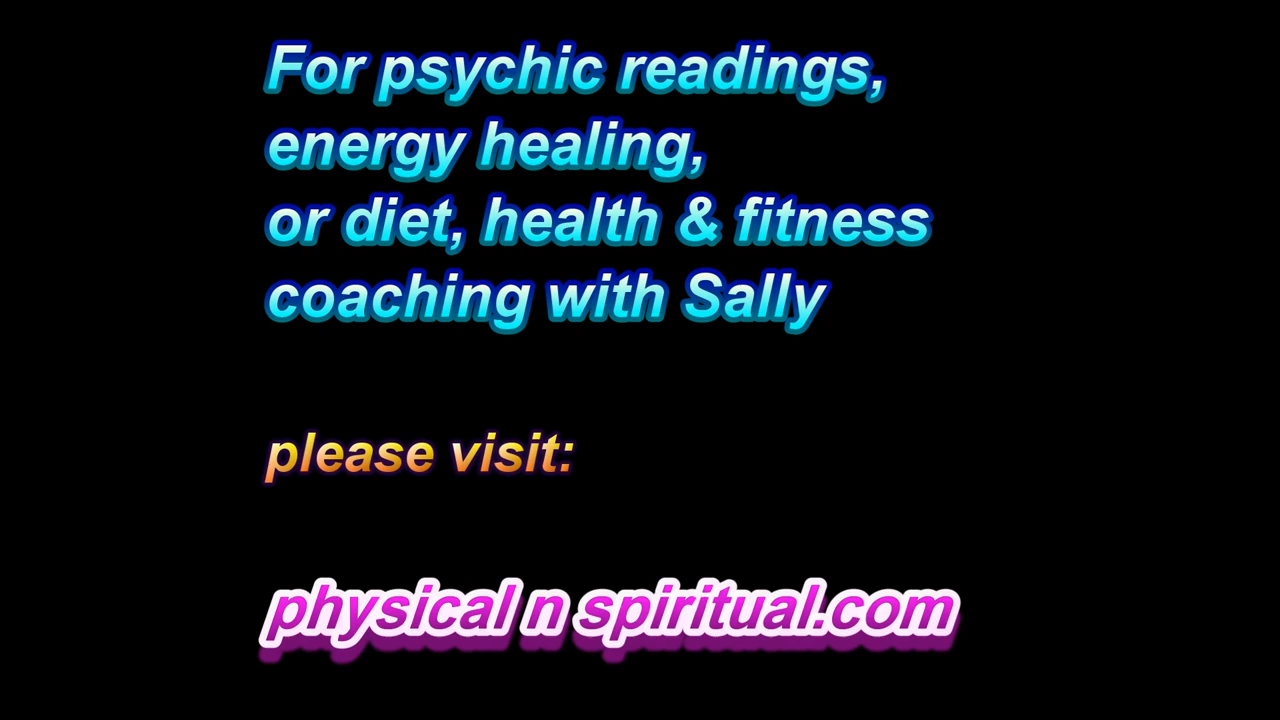 For psychic readings,
energy healing,
or diet, health & fitness
coaching with Sally
please visit:
physical n spiritual.com